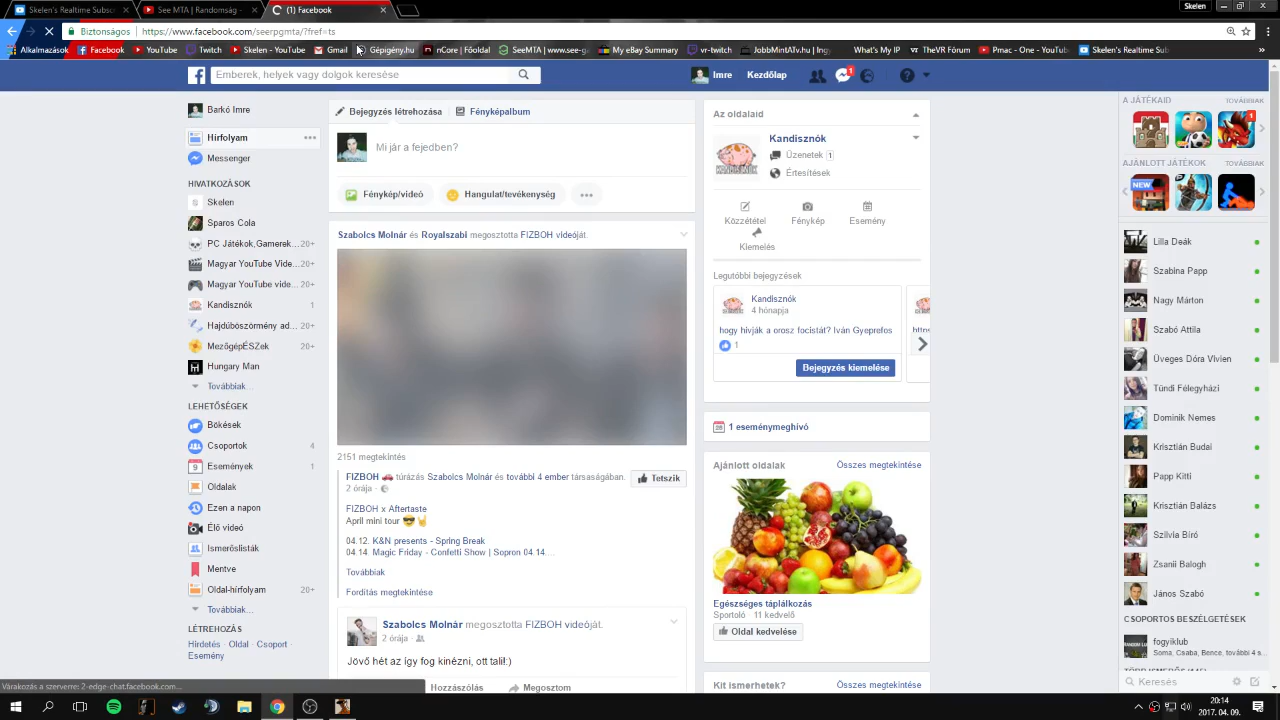 Skelen's Realtime Subsc
See MTA | Randomság -
(1) Facebook
Skelen
Biztonságos
https://www.facebook.com/seerpgmta/?fref=ts
Alkalmazások
Facebook
YouTube
Twitch
Skelen's - YouTube
Gmail
Gépigény.hu
nCore | Főoldal
SeeMTA | www.see-g
My eBay Summary
vr-twitch
JobbMintATv.hu |
What's My IP
TheVR Fórum
Pmac - One - YouTub
Skelen's Realtime Sub
Emberek, helyek vagy dolgok keresése
Imre
Kezdőlap
1
Barkó Imre
Hírfolyam
Messenger
HIVATKOZÁSOK
Skelen
Sparos Cola
PC Játékok,Gamerek... 20+
Magyar YouTube Vide... 20+
Magyar YouTube vide... 20+
Kandisznók 1
Hajdúböszörmény ad... 20+
MezőgépÉSZek 20+
Hungary Man
Továbbiak...
LEHETŐSÉGEK
Bökések
Csoportok 4
9 Események 1
Oldalak
Ezen a napon
Élő videó
Ismerőslisták
Mentve
Oldal-hírfolyam 20+
Továbbiak...
LÉTREHOZÁS
Hirdetés · Oldal · Csoport ·
Esemény
Várakozás a szerverre: 2-edge-chat.facebook.com...
Bejegyzés létrehozása
Fényképalbum
Mi jár a fejedben?
Fénykép/videó
Hangulat/tevékenység
Szabolcs Molnár és Royalszabi megosztotta FIZBOH videóját.
2151 megtekintés
FIZBOH 🚗 túrázás Szabolcs Molnár és további 4 ember társaságában.
2 órája ·
Tetszik
FIZBOH x Aftertaste
April mini tour 😎🤘
04.12. K&N presents - Spring Break
04.14. Magic Friday - Confetti Show | Sopron 04.14....
Továbbiak
Fordítás megtekintése
Szabolcs Molnár megosztotta FIZBOH videóját.
2 órája ·
Jövő hét az így fog kinézni, ott tali!:)
Hozzászólás
Megosztom
Az oldalaid
Kandisznók
Üzenetek 1
Értesítések
Közzététel
Fénykép
Esemény
Kiemelés
Legutóbbi bejegyzések
Kandisznók
4 hónapja
hogy hívják a orosz focistát? Iván Gyeprefos
1
Bejegyzés kiemelése
1 eseménymeghívó
Ajánlott oldalak
Összes megtekintése
Egészséges táplálkozás
Sportoló · 11 kedvelő
Oldal kedvelése
Kit ismerhetek?
Összes megtekintése
A JÁTÉKAID
TOVÁBBIAK
1
AJÁNLOTT JÁTÉKOK
TOVÁBBIAK
NEW
Lilla Deák
Szabina Papp
Nagy Márton
Szabó Attila
Üveges Dóra Vivien
Tündi Félegyházi
Dominik Nemes
Krisztián Budai
Papp Kitti
Krisztián Balázs
Szilvia Bíró
Zsanii Balogh
János Szabó
CSOPORTOS BESZÉLGETÉSEK
fogyiklub
Soma, Csaba, Bence, további 4 s...
Keresés
20:14
2017. 04. 09.